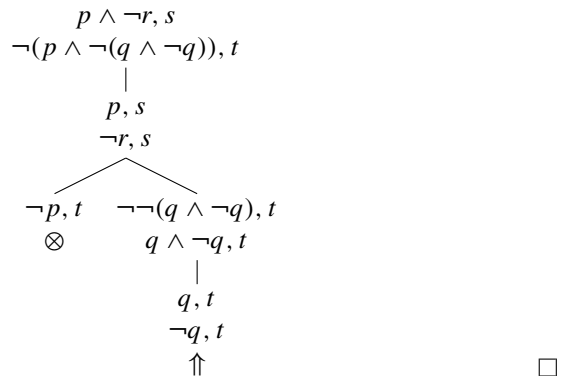 p ∧ ¬r, s
¬(p ∧ ¬(q ∧ ¬q)), t
p, s
¬r, s
¬p, t ¬¬(q ∧ ¬q), t
⊗ q ∧ ¬q, t
q, t
¬q, t
⇑ □